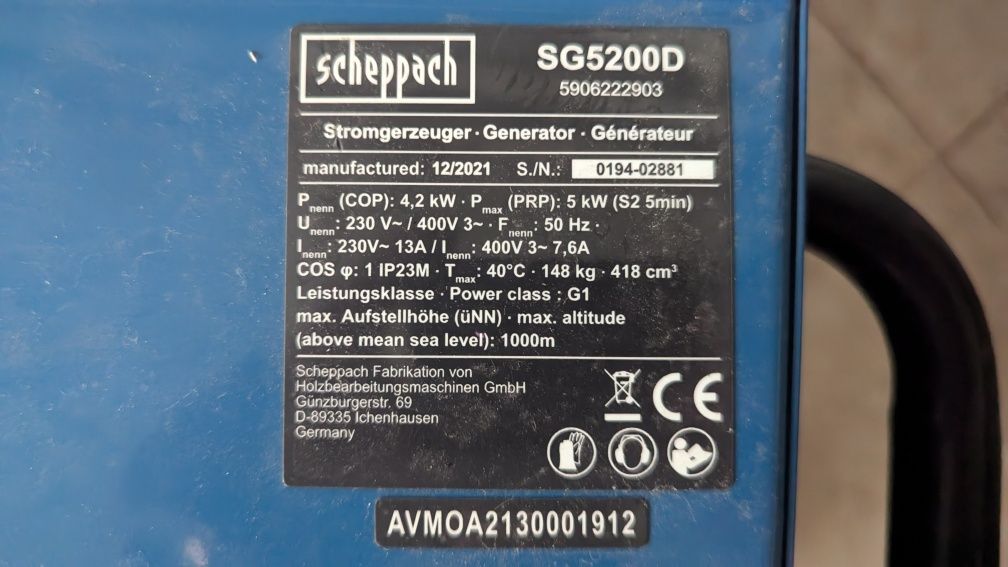 scheppach
SG5200D
5906222903
Stromgerzeuger · Generator · Générateur
manufactured: 12/2021 S./N.: 0194-02881
Pnenn (COP): 4,2 kW · Pmax (PRP): 5 kW (S2 5min)
Unenn: 230 V~ / 400V 3~ · Fnenn: 50 Hz ·
Inenn: 230V~ 13A / Inenn: 400V 3~ 7,6A
COS φ: 1 IP23M · Tmax: 40°C · 148 kg · 418 cm³
Leistungsklasse · Power class : G1
max. Aufstellhöhe (üNN) · max. altitude
(above mean sea level): 1000m
Scheppach Fabrikation von
Holzbearbeitungsmaschinen GmbH
Günzburgerstr. 69
D-89335 Ichenhausen
Germany
CE
AVMOA2130001912